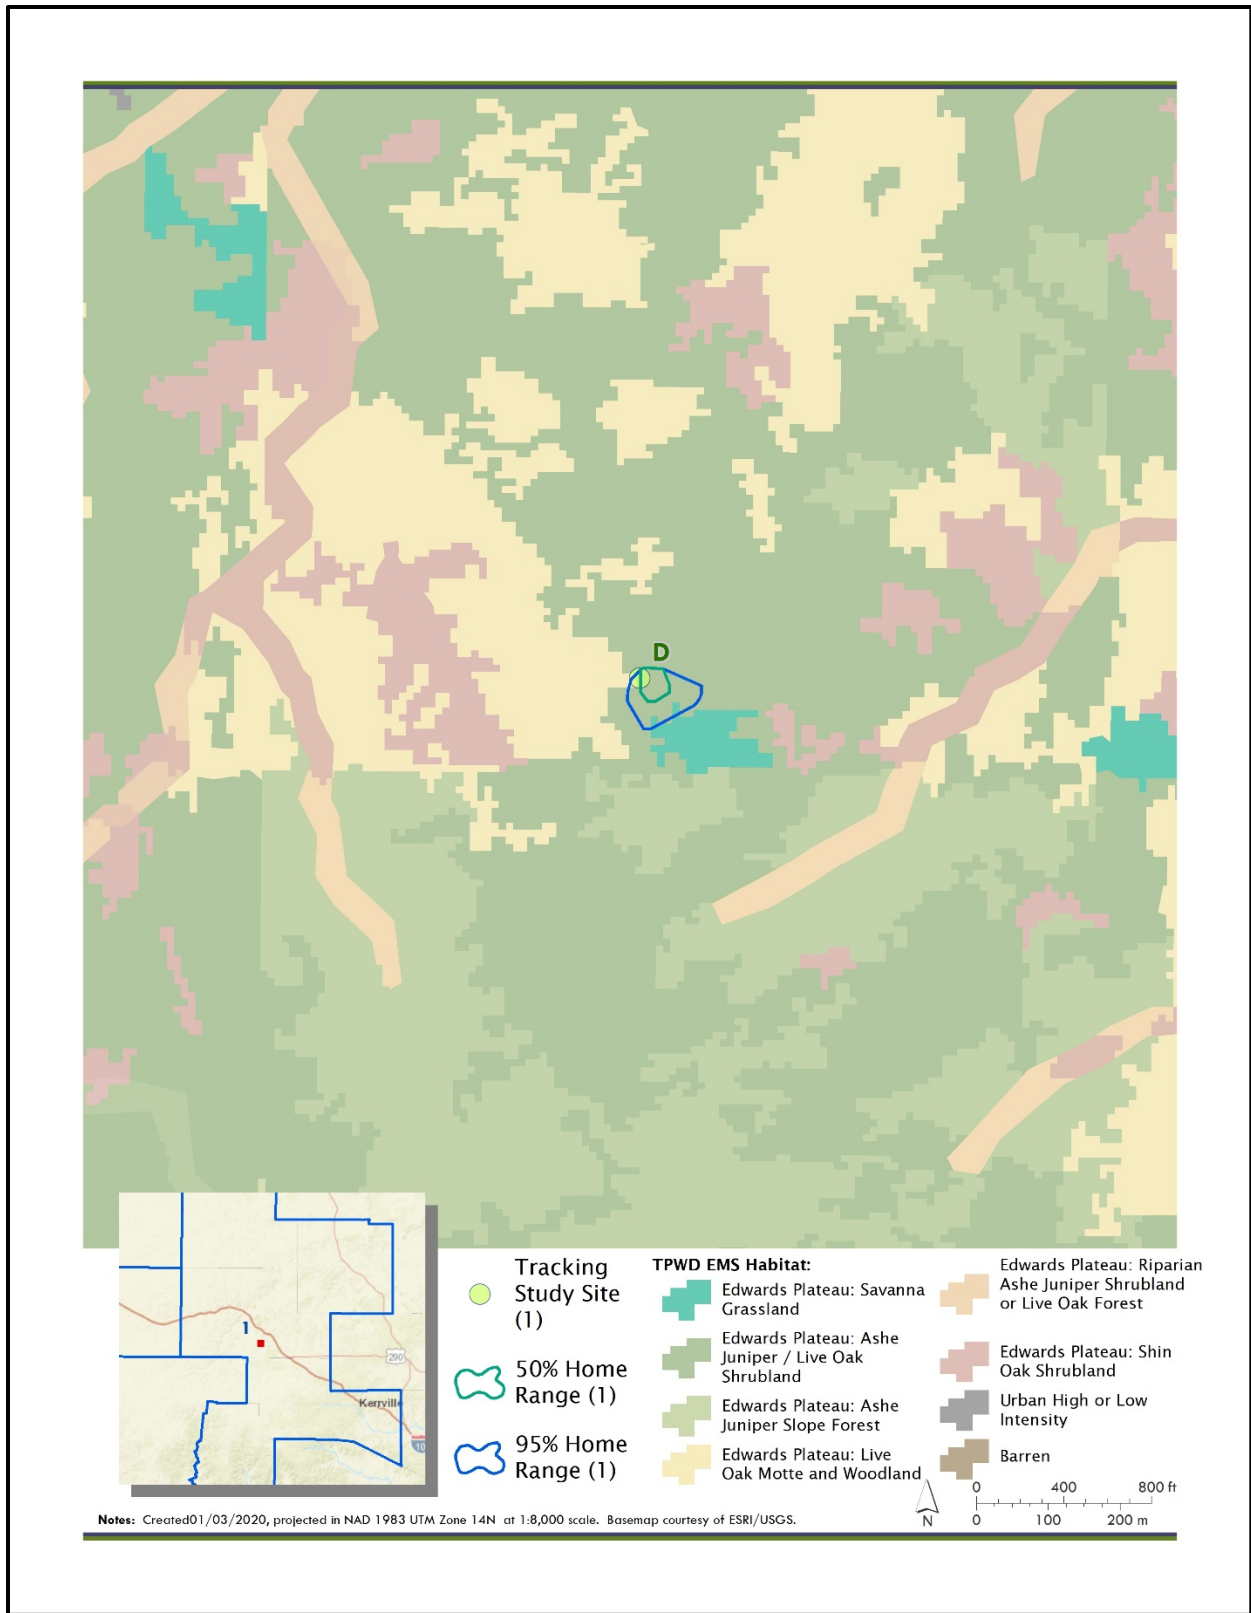 D
1
290
Kerrville
10
Tracking
Study Site
(1)
50% Home
Range (1)
95% Home
Range (1)
TPWD EMS Habitat:
Edwards Plateau: Savanna
Grassland
Edwards Plateau: Ashe
Juniper / Live Oak
Shrubland
Edwards Plateau: Ashe
Juniper Slope Forest
Edwards Plateau: Live
Oak Motte and Woodland
Edwards Plateau: Riparian
Ashe Juniper Shrubland
or Live Oak Forest
Edwards Plateau: Shin
Oak Shrubland
Urban High or Low
Intensity
Barren
N
0 400 800 ft
0 100 200 m
Notes: Created01/03/2020, projected in NAD 1983 UTM Zone 14N at 1:8,000 scale. Basemap courtesy of ESRI/USGS.